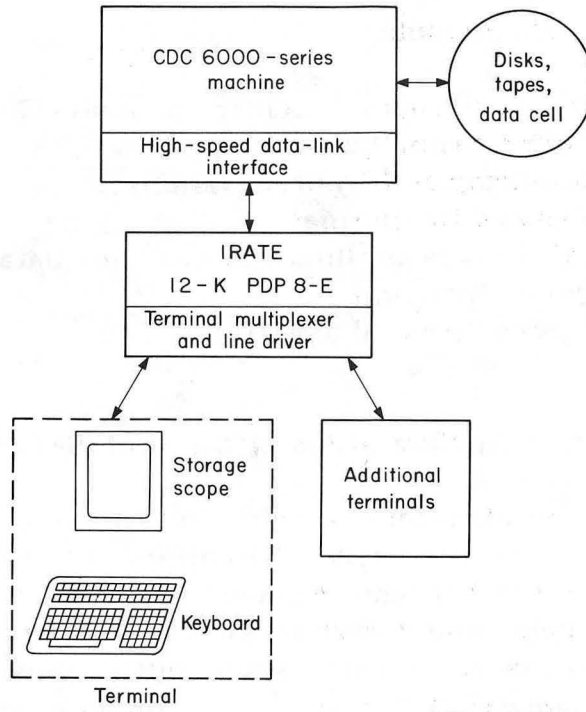 CDC 6000-series
machine
High-speed data-link
interface
Disks,
tapes,
data cell
IRATE
12-K PDP 8-E
Terminal multiplexer
and line driver
Storage
scope
Keyboard
Terminal
Additional
terminals